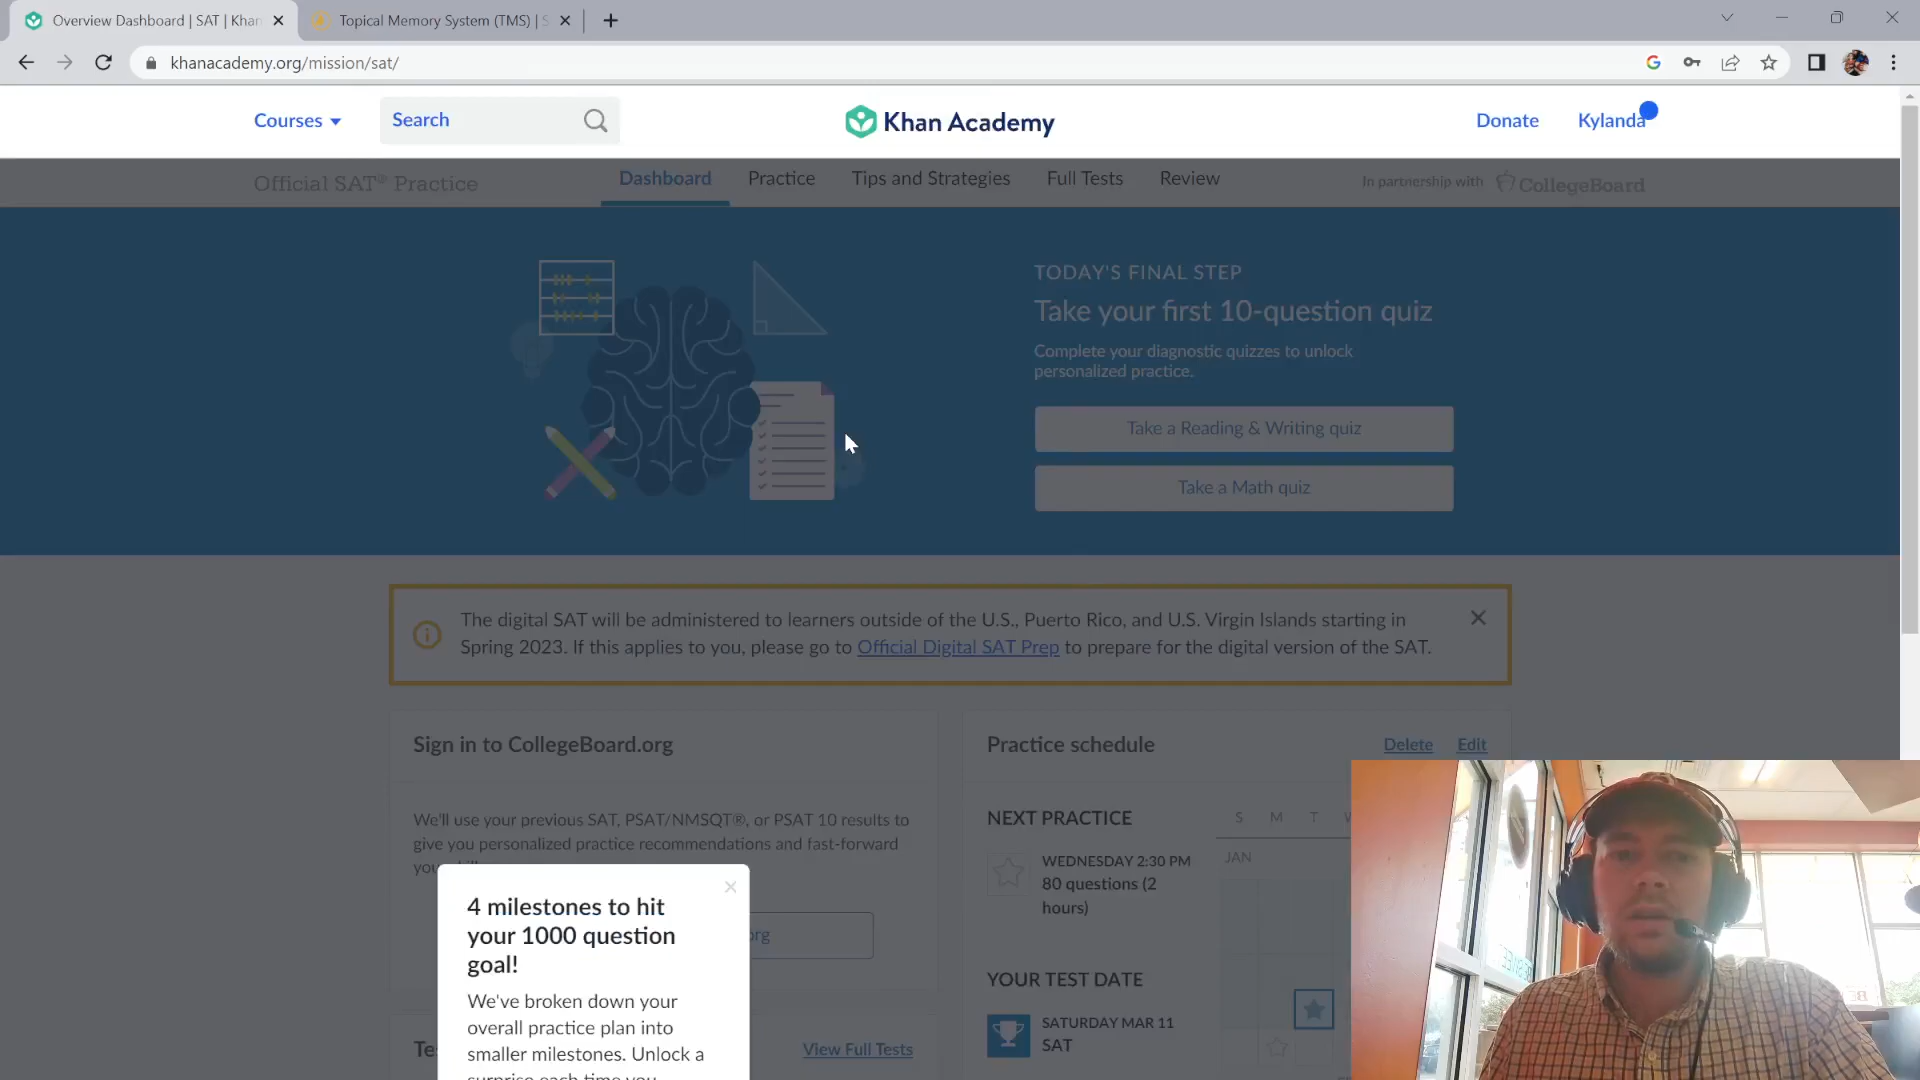 Overview Dashboard | SAT | Khan
Topical Memory System (TMS) | S
khanacademy.org/mission/sat/
Courses
Search
Khan Academy
Donate
Kylanda
Official SAT® Practice
Dashboard
Practice
Tips and Strategies
Full Tests
Review
In partnership with
CollegeBoard
TODAY'S FINAL STEP
Take your first 10-question quiz
Complete your diagnostic quizzes to unlock
personalized practice.
Take a Reading & Writing quiz
Take a Math quiz
The digital SAT will be administered to learners outside of the U.S., Puerto Rico, and U.S. Virgin Islands starting in
Spring 2023. If this applies to you, please go to Official Digital SAT Prep to prepare for the digital version of the SAT.
Sign in to CollegeBoard.org
We'll use your previous SAT, PSAT/NMSQT®, or PSAT 10 results to
give you personalized practice recommendations and fast-forward
org
4 milestones to hit
your 1000 question
goal!
We've broken down your
overall practice plan into
smaller milestones. Unlock a
surprise each time you
Te
View Full Tests
Practice schedule
Delete
Edit
NEXT PRACTICE
WEDNESDAY 2:30 PM
80 questions (2
hours)
S M T W
JAN
YOUR TEST DATE
SATURDAY MAR 11
SAT